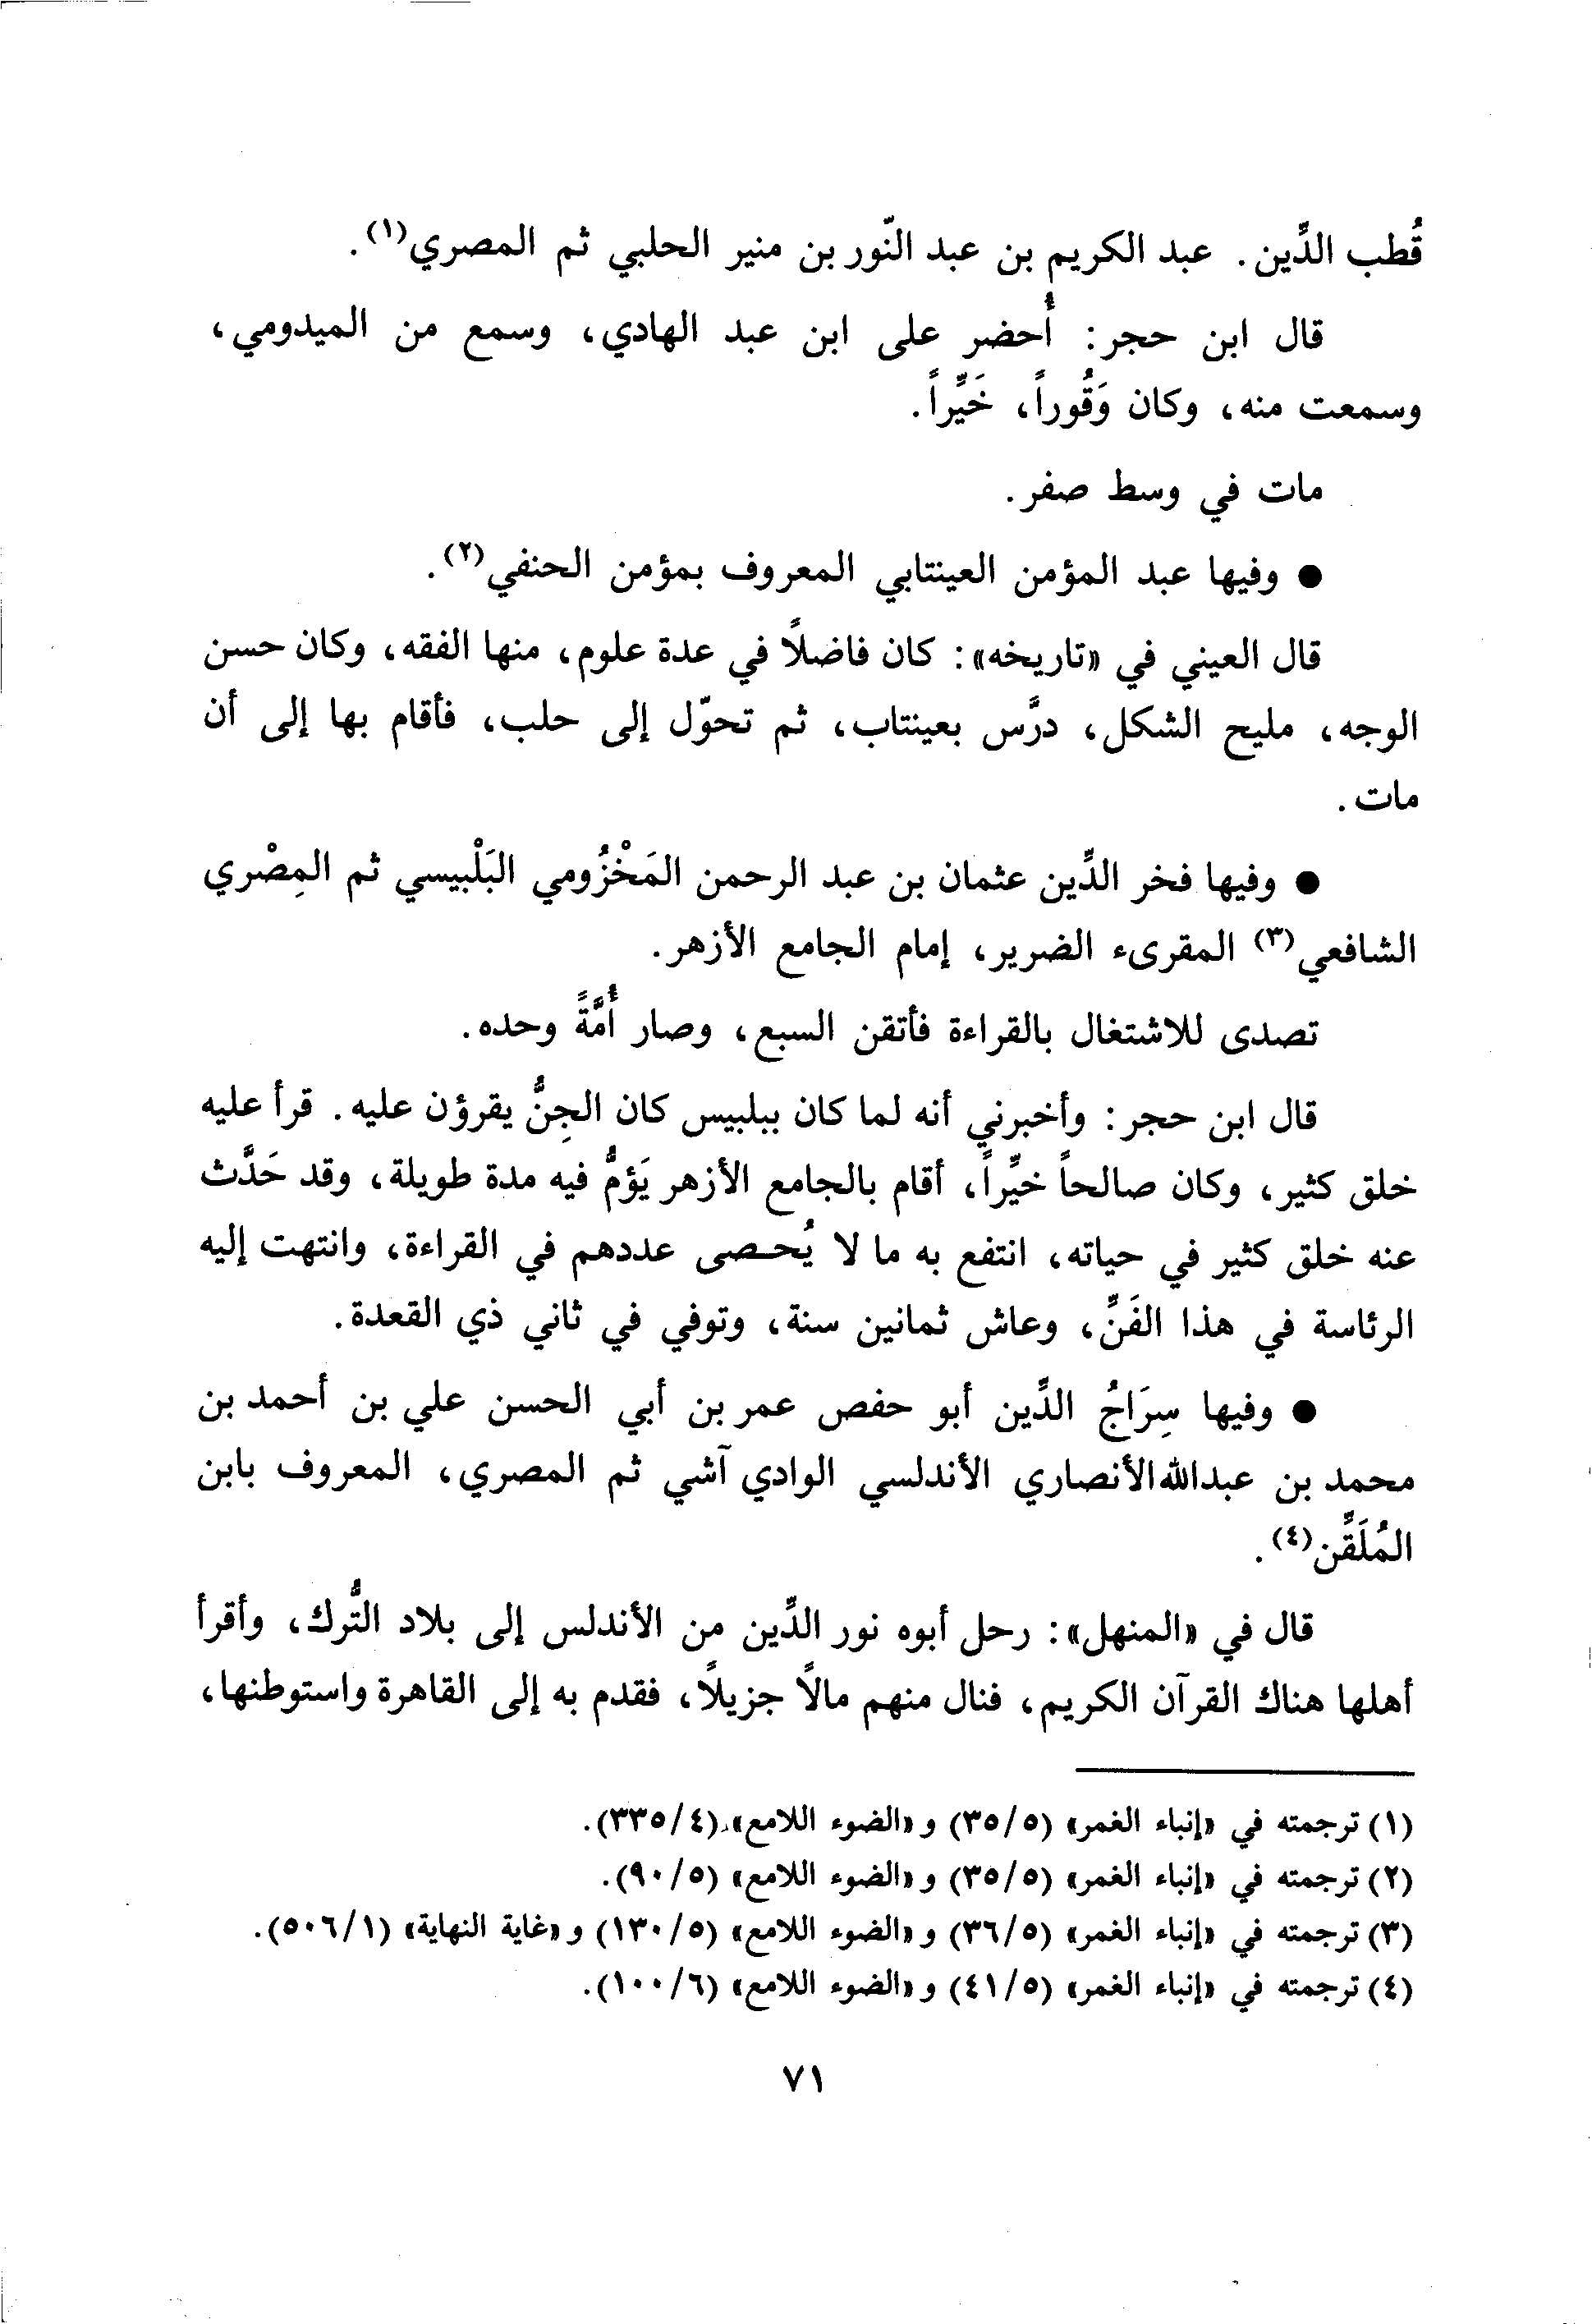 قُطب الدِّين. عبد الكريم بن عبد النّور بن منير الحلبي ثم المصري(١).
قال ابن حجر: أُحضر على ابن عبد الهادي، وسمع من الميدومي،
وسمعت منه، وكان وَقُوراً، خَيِّراً.
مات في وسط صفر.
● وفيها عبد المؤمن العينتابي المعروف بمؤمن الحنفي(٢).
قال العيني في «تاريخه»: كان فاضلاً في عدة علوم، منها الفقه، وكان حسن
الوجه، مليح الشكل، درَّس بعينتاب، ثم تحوّل إلى حلب، فأقام بها إلى أن
مات.
● وفيها فخر الدِّين عثمان بن عبد الرحمن المَخْزُومي البَلْبيسي ثم المِصْري
الشافعي(٣) المقرىء الضرير، إمام الجامع الأزهر.
تصدى للاشتغال بالقراءة فأتقن السبع، وصار أُمَّةً وحده.
قال ابن حجر: وأخبرني أنه لما كان ببلبيس كان الجِنُّ يقرؤن عليه. قرأ عليه
خلق كثير، وكان صالحاً خيِّراً، أقام بالجامع الأزهر يَؤمُّ فيه مدة طويلة، وقد حَدَّث
عنه خلق كثير في حياته، انتفع به ما لا يُحـصى عددهم في القراءة، وانتهت إليه
الرئاسة في هذا الفَنِّ، وعاش ثمانين سنة، وتوفي في ثاني ذي القعدة.
● وفيها سِرَاجُ الدِّين أبو حفص عمر بن أبي الحسن علي بن أحمد بن
محمد بن عبدالله الأنصاري الأندلسي الوادي آشي ثم المصري، المعروف بابن
المُلَقِّن(٤).
قال في «المنهل»: رحل أبوه نور الدِّين من الأندلس إلى بلاد التُّرك، وأقرأ
أهلها هناك القرآن الكريم، فنال منهم مالاً جزيلاً، فقدم به إلى القاهرة واستوطنها،
(١) ترجمته في «إنباء الغمر» (٣٥/٥) و«الضوء اللامع» (٣٣٥/٤).
(٢) ترجمته في «إنباء الغمر» (٣٥/٥) و«الضوء اللامع» (٩٠/٥).
(٣) ترجمته في «إنباء الغمر» (٣٦/٥) و«الضوء اللامع» (١٣٠/٥) و«غاية النهاية» (٥٠٦/١).
(٤) ترجمته في «إنباء الغمر» (٤١/٥) و«الضوء اللامع» (١٠٠/٦).
٧١